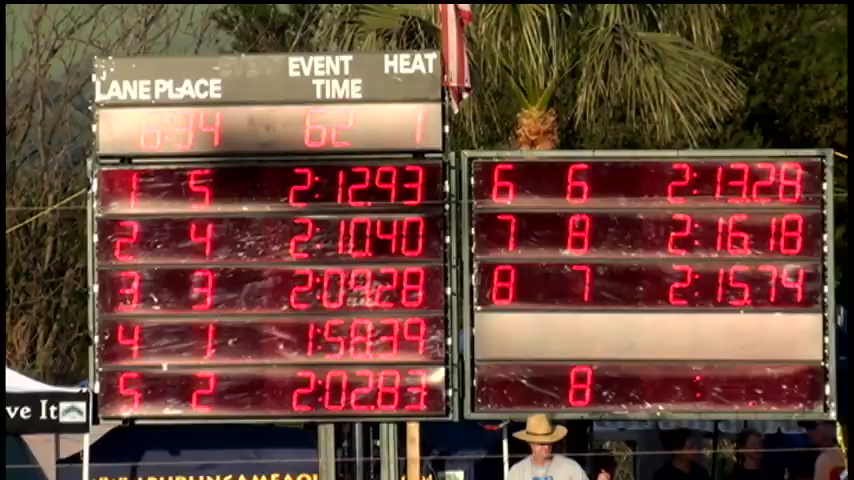 EVENT HEAT
LANE PLACE TIME
6:34 62 1
1 5 2:12.93
2 4 2:10.40
3 3 2:09.28
4 1 1:58.39
5 2 2:02.83
6 6 2:13.28
7 8 2:16.18
8 7 2:15.74
8 :
ve It